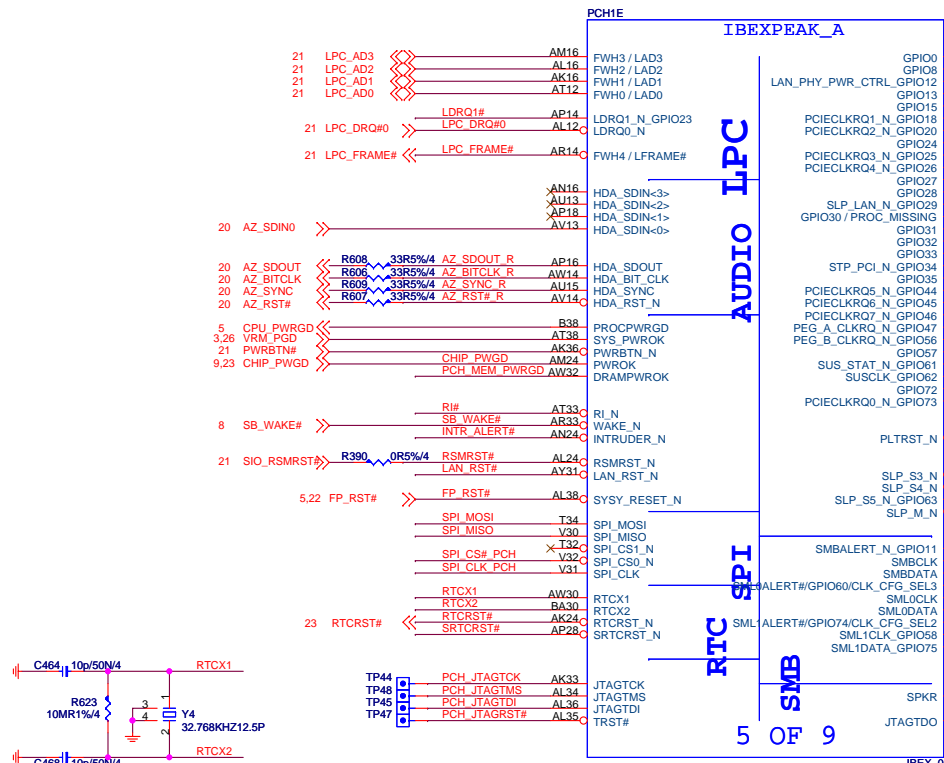 PCH1E
IBEXPEAK_A
21 LPC_AD3 AM16 FWH3 / LAD3 GPIO0
21 LPC_AD2 AL16 FWH2 / LAD2 GPIO8
21 LPC_AD1 AK16 FWH1 / LAD1 LAN_PHY_PWR_CTRL_GPIO12
21 LPC_AD0 AT12 FWH0 / LAD0 GPIO13
GPIO15
LDRQ1# AP14 LDRQ1_N_GPIO23 PCIECLKRQ1_N_GPIO18
21 LPC_DRQ#0 LPC_DRQ#0 AL12 LDRQ0_N PCIECLKRQ2_N_GPIO20
GPIO24
21 LPC_FRAME# LPC_FRAME# AR14 FWH4 / LFRAME# PCIECLKRQ3_N_GPIO25
PCIECLKRQ4_N_GPIO26
LPC
GPIO27
AN16 HDA_SDIN<3> GPIO28
AU13 HDA_SDIN<2> SLP_LAN_N_GPIO29
AP18 HDA_SDIN<1> GPIO30 / PROC_MISSING
20 AZ_SDIN0 AV13 HDA_SDIN<0> GPIO31
GPIO32
GPIO33
20 AZ_SDOUT R608 33R5%/4 AZ_SDOUT_R AP16 HDA_SDOUT STP_PCI_N_GPIO34
20 AZ_BITCLK R606 33R5%/4 AZ_BITCLK_R AW14 HDA_BIT_CLK GPIO35
20 AZ_SYNC R609 33R5%/4 AZ_SYNC_R AU15 HDA_SYNC PCIECLKRQ5_N_GPIO44
20 AZ_RST# R607 33R5%/4 AZ_RST#_R AV14 HDA_RST_N PCIECLKRQ6_N_GPIO45
AUDIO
PCIECLKRQ7_N_GPIO46
5 CPU_PWRGD B38 PROCPWRGD PEG_A_CLKRQ_N_GPIO47
3,26 VRM_PGD AT38 SYS_PWROK PEG_B_CLKRQ_N_GPIO56
21 PWRBTN# AK36 PWRBTN_N GPIO57
9,23 CHIP_PWGD CHIP_PWGD AM24 PWROK SUS_STAT_N_GPIO61
PCH_MEM_PWRGD AW32 DRAMPWROK SUSCLK_GPIO62
GPIO72
PCIECLKRQ0_N_GPIO73
RI# AT33 RI_N
8 SB_WAKE# SB_WAKE# AR33 WAKE_N
INTR_ALERT# AN24 INTRUDER_N PLTRST_N
21 SIO_RSMRST# R390 0R5%/4 RSMRST# AL24 RSMRST_N
LAN_RST# AY31 LAN_RST_N SLP_S3_N
SLP_S4_N
5,22 FP_RST# FP_RST# AL38 SYSY_RESET_N SLP_S5_N_GPIO63
SLP_M_N
SPI_MOSI T34 SPI_MOSI
SPI_MISO V30 SPI_MISO
T32 SPI_CS1_N SMBALERT_N_GPIO11
SPI_CS#_PCH V32 SPI_CS0_N SMBCLK
SPI_CLK_PCH V31 SPI_CLK SMBDATA
SPI
SML0ALERT#/GPIO60/CLK_CFG_SEL3
RTCX1 AW30 RTCX1 SML0CLK
RTCX2 BA30 RTCX2 SML0DATA
23 RTCRST# RTCRST# AK24 RTCRST_N SML1ALERT#/GPIO74/CLK_CFG_SEL2
SRTCRST# AP28 SRTCRST_N SML1CLK_GPIO58
SML1DATA_GPIO75
RTC
SMB
TP44 PCH_JTAGTCK AK33 JTAGTCK
TP48 PCH_JTAGTMS AL34 JTAGTMS SPKR
TP45 PCH_JTAGTDI AL36 JTAGTDI
TP47 PCH_JTAGRST# AL35 TRST# JTAGTDO
5 OF 9
C464 10p/50N/4 RTCX1
R623
10MR1%/4
1
3
4
2
Y4
32.768KHZ12.5P
RTCX2
C468 10p/50N/4